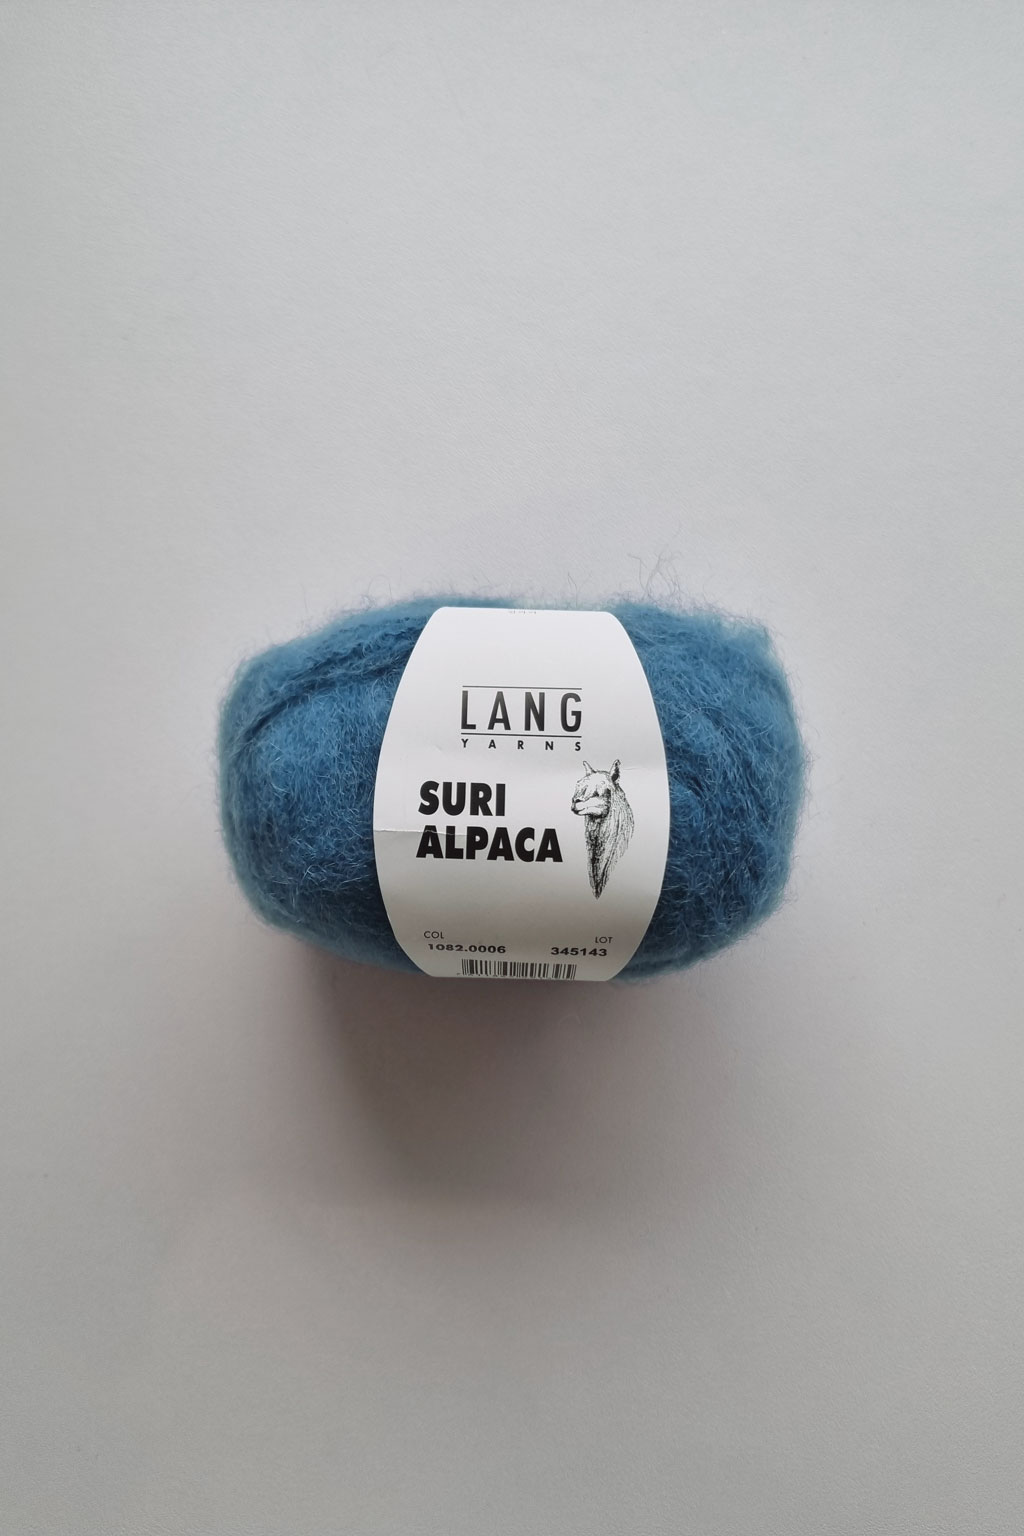 LANG
YARNS
SURI
ALPACA
COL
LOT
1082.0006
345143